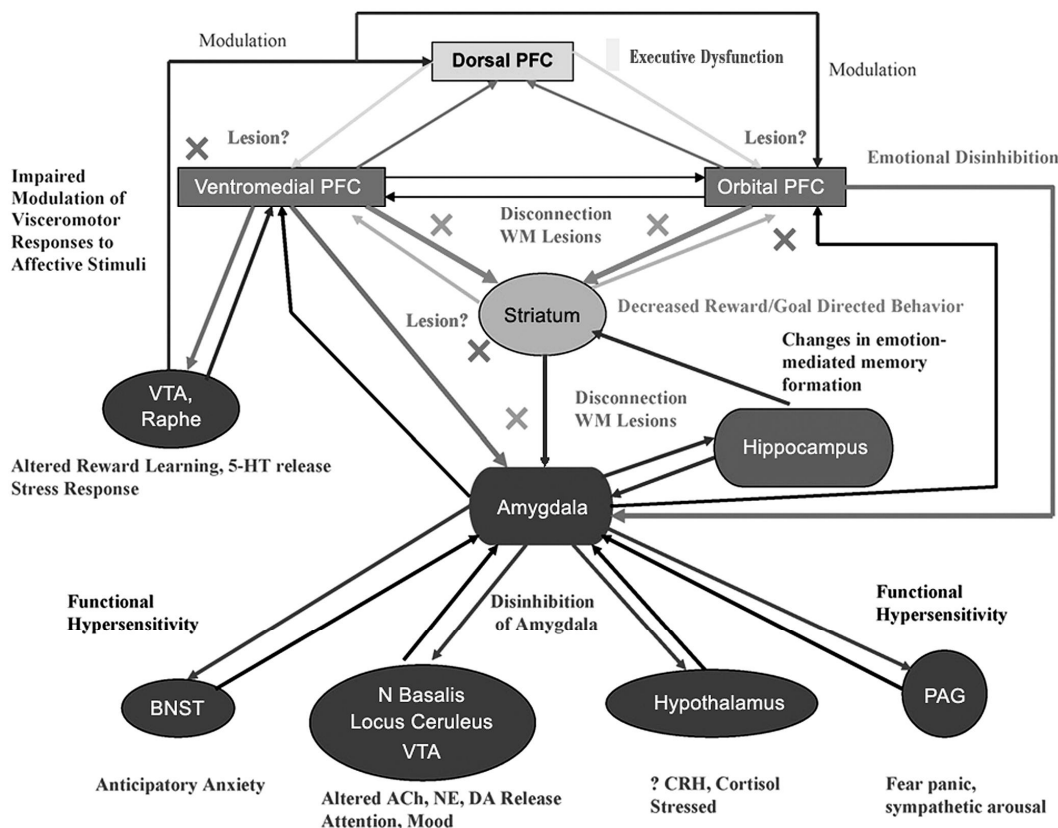 Modulation
Dorsal PFC
Executive Dysfunction
Modulation
Lesion?
Lesion?
Emotional Disinhibition
Impaired
Modulation of
Visceromotor
Responses to
Affective Stimuli
Ventromedial PFC
Orbital PFC
Disconnection
WM Lesions
Striatum
Decreased Reward/Goal Directed Behavior
Lesion?
Changes in emotion-
mediated memory
formation
VTA,
Raphe
Disconnection
WM Lesions
Hippocampus
Altered Reward Learning, 5-HT release
Stress Response
Amygdala
Functional
Hypersensitivity
Disinhibition
of Amygdala
Functional
Hypersensitivity
BNST
N Basalis
Locus Ceruleus
VTA
Hypothalamus
PAG
Anticipatory Anxiety
Altered ACh, NE, DA Release
Attention, Mood
? CRH, Cortisol
Stressed
Fear panic,
sympathetic arousal